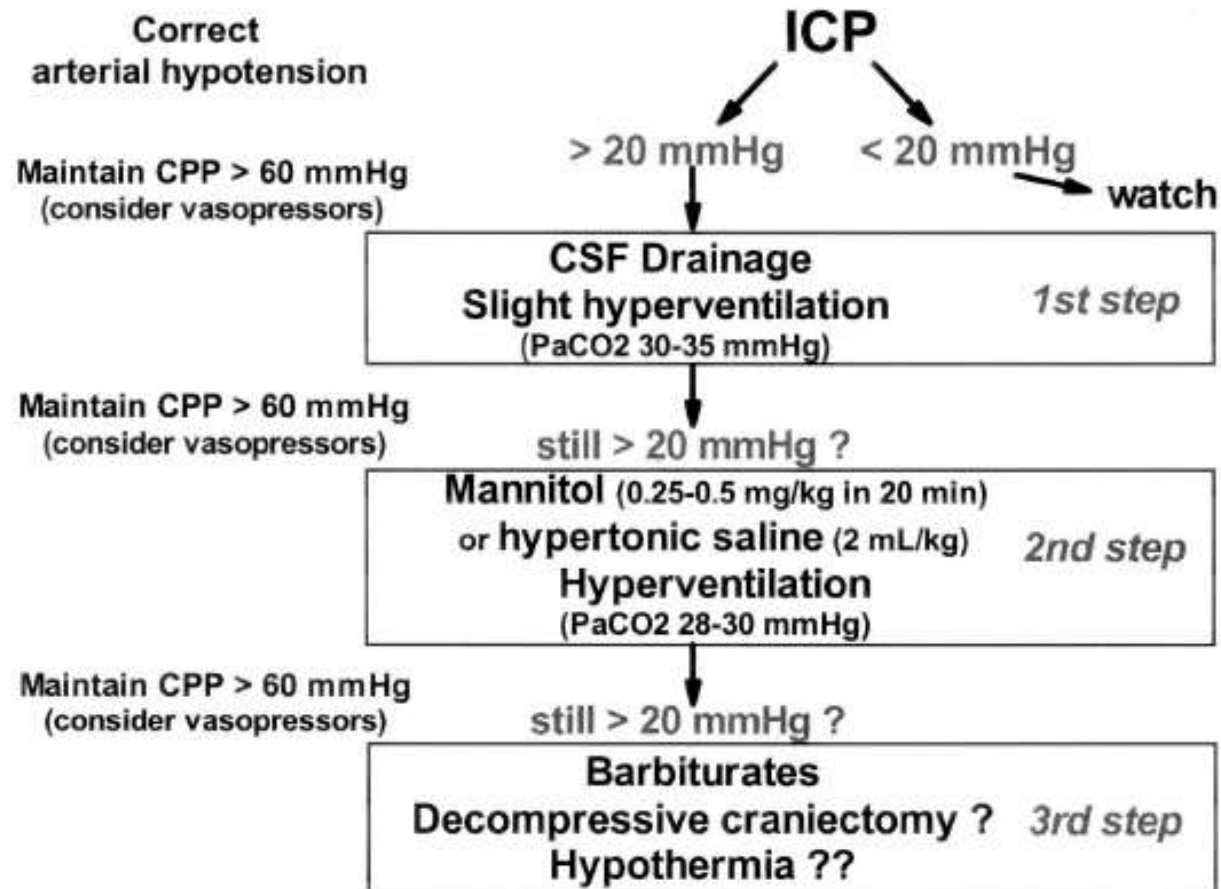 Correct
arterial hypotension
ICP
> 20 mmHg
< 20 mmHg
watch
Maintain CPP > 60 mmHg
(consider vasopressors)
CSF Drainage
Slight hyperventilation
(PaCO2 30-35 mmHg)
1st step
Maintain CPP > 60 mmHg
(consider vasopressors)
still > 20 mmHg ?
Mannitol (0.25-0.5 mg/kg in 20 min)
or hypertonic saline (2 mL/kg)
Hyperventilation
(PaCO2 28-30 mmHg)
2nd step
Maintain CPP > 60 mmHg
(consider vasopressors)
still > 20 mmHg ?
Barbiturates
Decompressive craniectomy ?
Hypothermia ??
3rd step